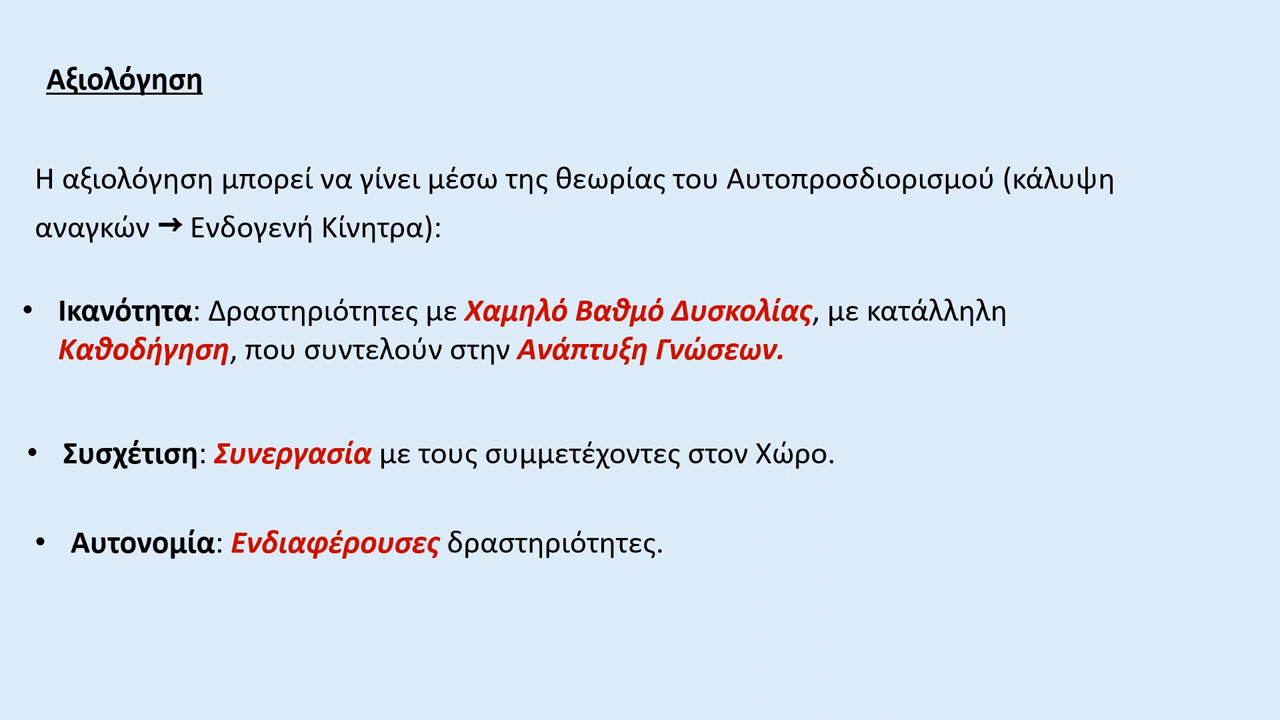 Αξιολόγηση
Η αξιολόγηση μπορεί να γίνει μέσω της θεωρίας του Αυτοπροσδιορισμού (κάλυψη
αναγκών → Ενδογενή Κίνητρα):
• Ικανότητα: Δραστηριότητες με Χαμηλό Βαθμό Δυσκολίας, με κατάλληλη
Καθοδήγηση, που συντελούν στην Ανάπτυξη Γνώσεων.
• Συσχέτιση: Συνεργασία με τους συμμετέχοντες στον Χώρο.
• Αυτονομία: Ενδιαφέρουσες δραστηριότητες.